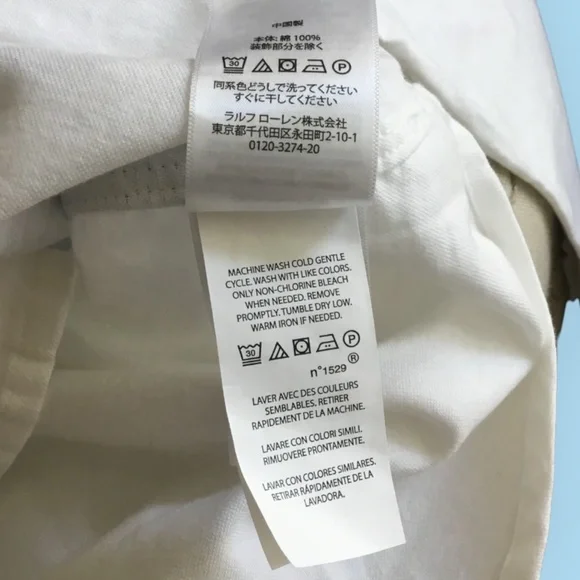 中国製
本体: 綿 100%
装飾部分を除く
30 P
同系色どうしで洗ってください
すぐに干してください
ラルフ ローレン株式会社
東京都千代田区永田町2-10-1
0120-3274-20
MACHINE WASH COLD GENTLE
CYCLE. WASH WITH LIKE COLORS.
ONLY NON-CHLORINE BLEACH
WHEN NEEDED. REMOVE
PROMPTLY. TUMBLE DRY LOW.
WARM IRON IF NEEDED.
30 P
®
n°1529
LAVER AVEC DES COULEURS
SEMBLABLES. RETIRER
RAPIDEMENT DE LA MACHINE.
LAVARE CON COLORI SIMILI.
RIMUOVERE PRONTAMENTE.
LAVAR CON COLORES SIMILARES.
RETIRAR RÁPIDAMENTE DE LA
LAVADORA.